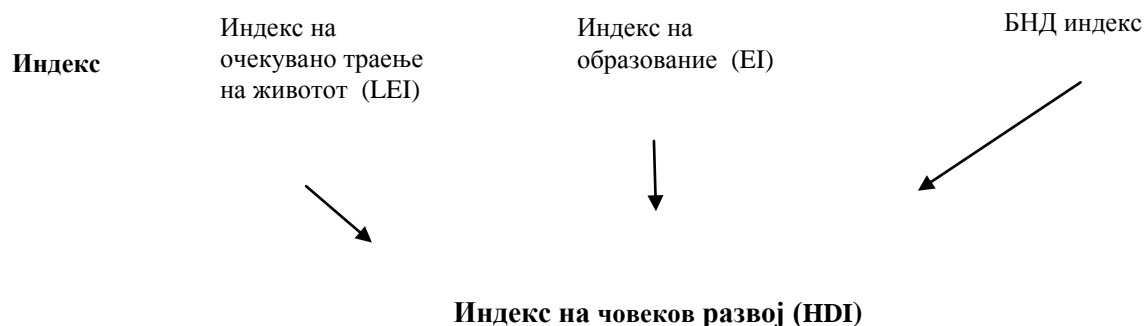 Индекс
Индекс на
очекувано траење
на животот (LEI)
Индекс на
образование (EI)
БНД индекс
Индекс на човеков развој (HDI)